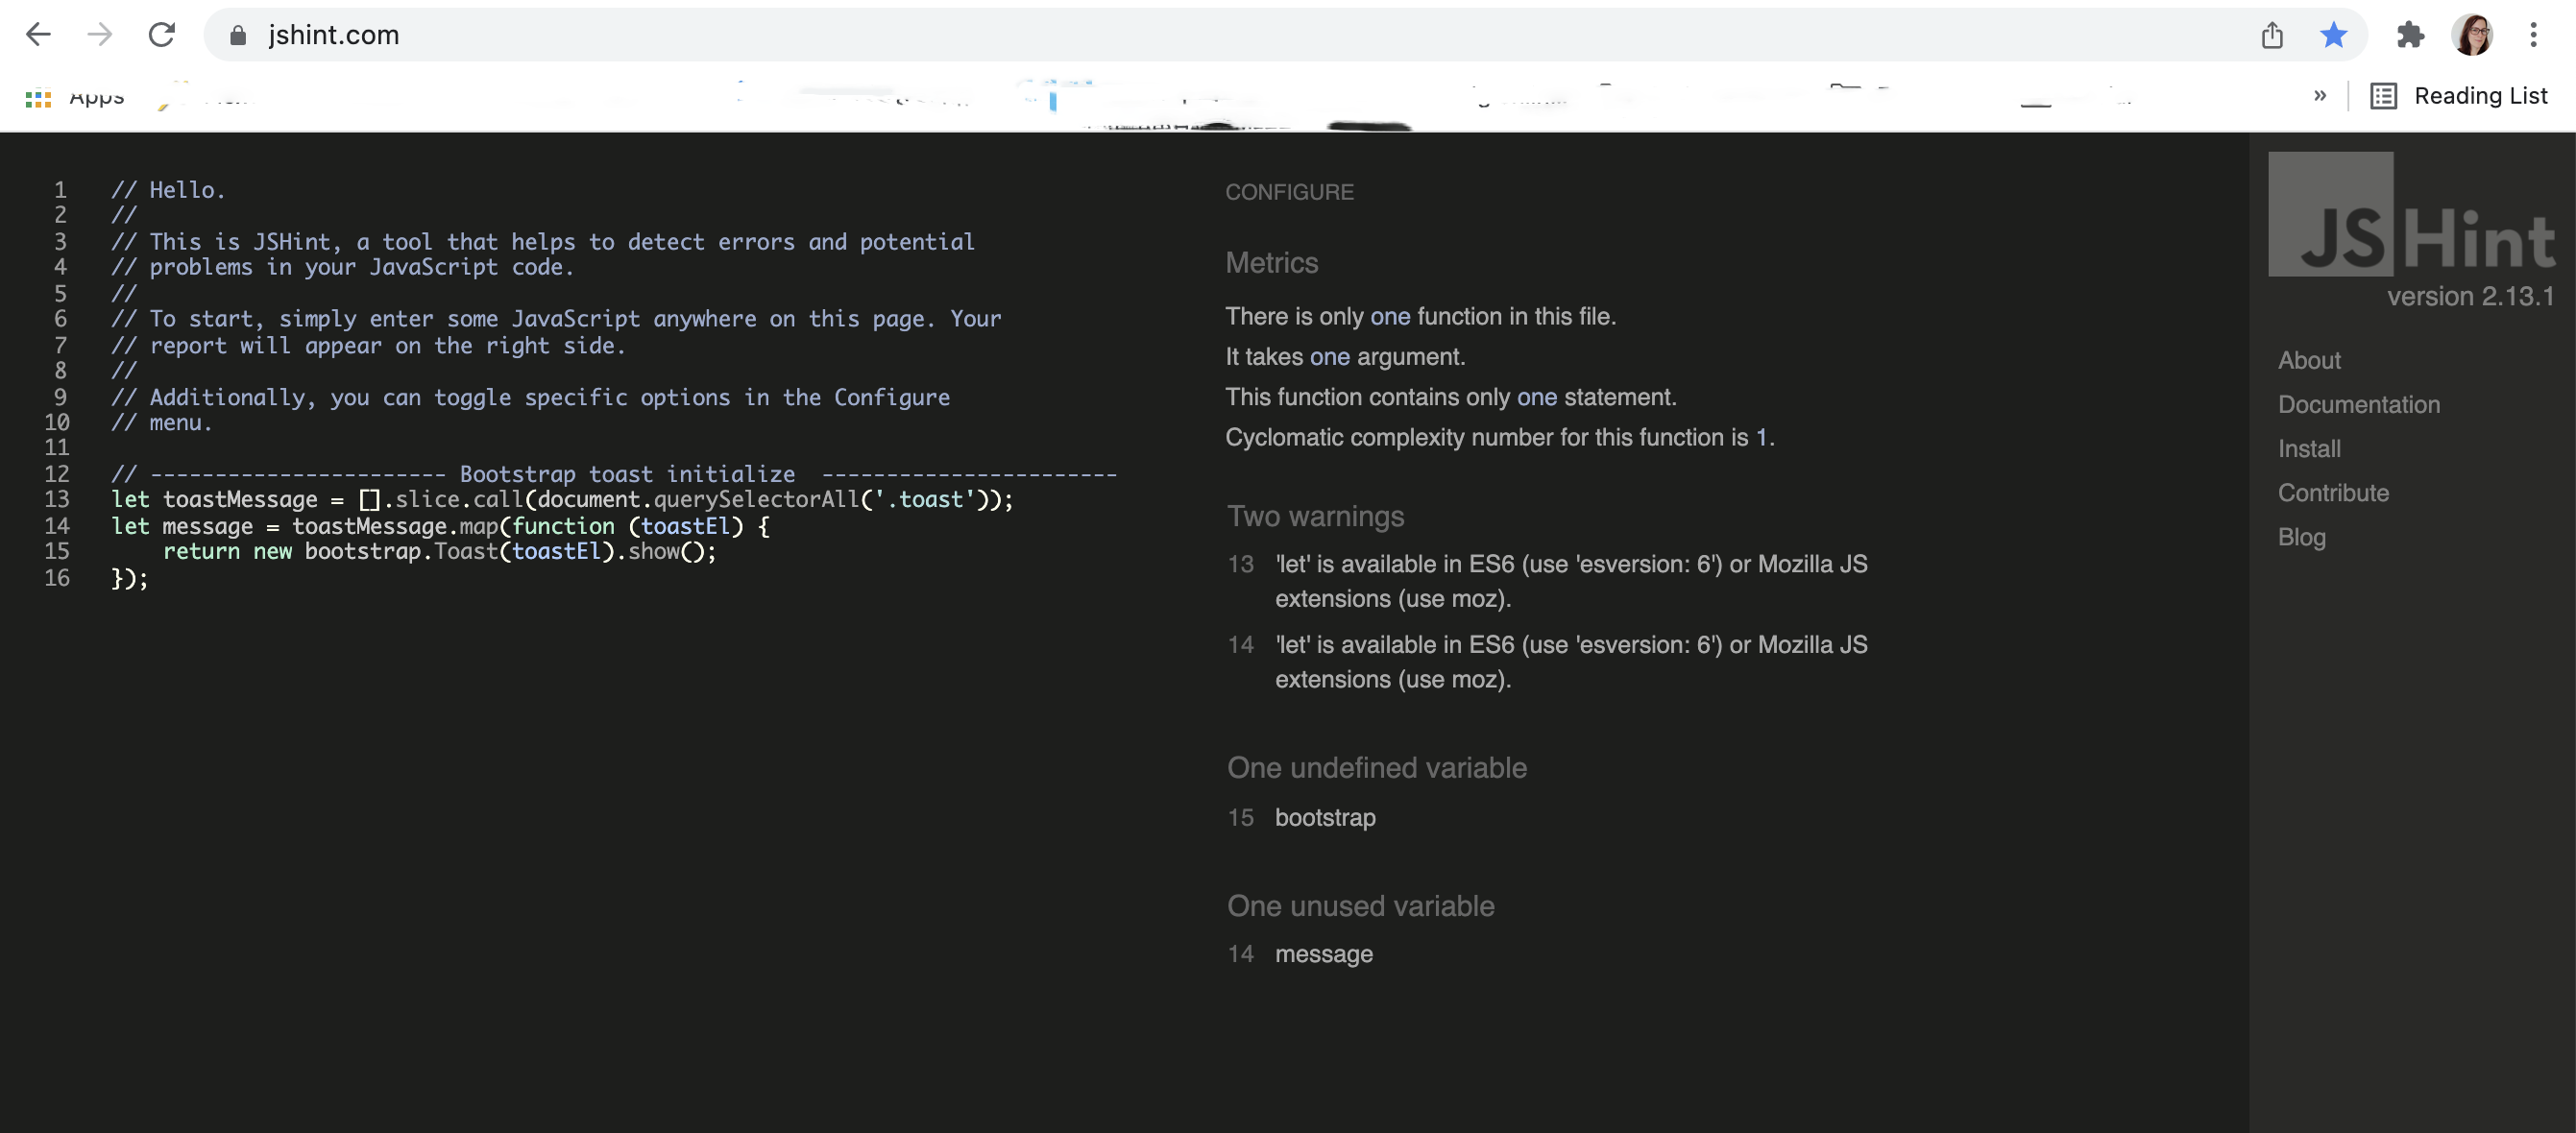 jshint.com
Apps
» Reading List
1 // Hello.
2 //
3 // This is JSHint, a tool that helps to detect errors and potential
4 // problems in your JavaScript code.
5 //
6 // To start, simply enter some JavaScript anywhere on this page. Your
7 // report will appear on the right side.
8 //
9 // Additionally, you can toggle specific options in the Configure
10 // menu.
11
12 // ----------------------- Bootstrap toast initialize  -----------------------
13 let toastMessage = [].slice.call(document.querySelectorAll('.toast'));
14 let message = toastMessage.map(function (toastEl) {
15     return new bootstrap.Toast(toastEl).show();
16 });
CONFIGURE
Metrics
There is only one function in this file.
It takes one argument.
This function contains only one statement.
Cyclomatic complexity number for this function is 1.
Two warnings
13 'let' is available in ES6 (use 'esversion: 6') or Mozilla JS
extensions (use moz).
14 'let' is available in ES6 (use 'esversion: 6') or Mozilla JS
extensions (use moz).
One undefined variable
15 bootstrap
One unused variable
14 message
JSHint
version 2.13.1
About
Documentation
Install
Contribute
Blog